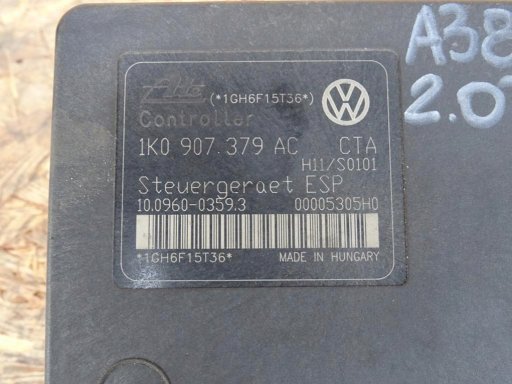 Ate (*1GH6F15T36*)
Controller
1K0 907 379 AC CTA
H11/S0101
Steuergeraet ESP
10.0960-0359.3 00005305H0
*1GH6F15T36* MADE IN HUNGARY
A38
2.0